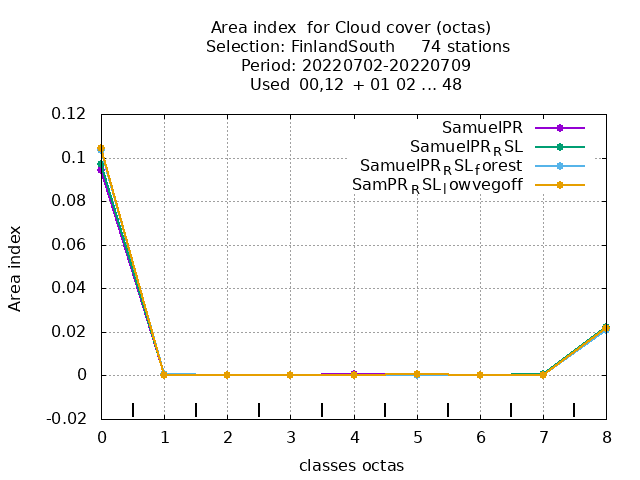 Area index  for Cloud cover (octas)
Selection: FinlandSouth     74 stations
Period: 20220702-20220709
Used  00,12  + 01 02 ... 48
SamuelPR
SamuelPR_RSL
SamuelPR_RSL_forest
SamPR_RSL_lowvegoff
Area index
0.12
0.1
0.08
0.06
0.04
0.02
0
-0.02
0 1 2 3 4 5 6 7 8
classes octas